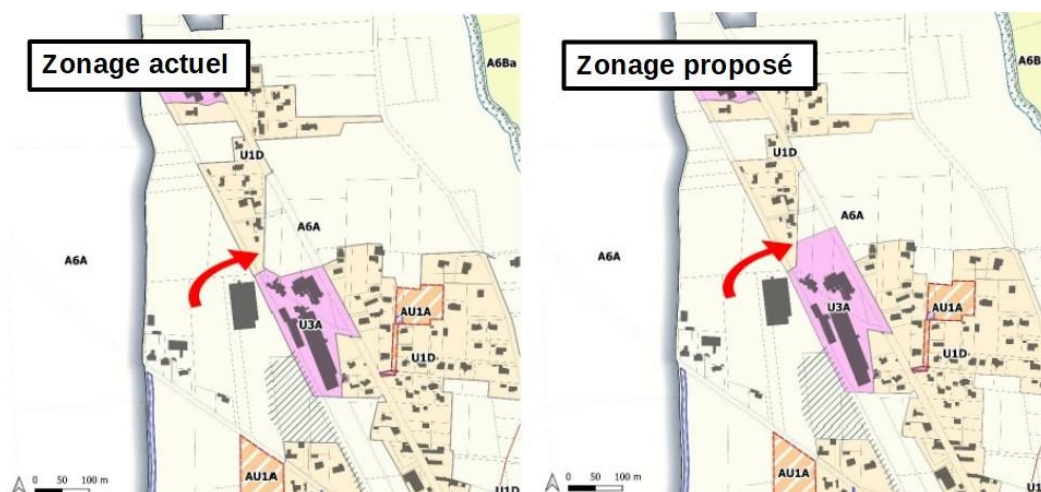 Zonage actuel
A6Ba
U1D
A6A
A6A
U3A
AU1A
U1D
AU1A
U1D
0 50 100 m
Zonage proposé
A6B
U1D
A6A
A6A
U3A
AU1A
U1D
AU1A
U1
0 50 100 m